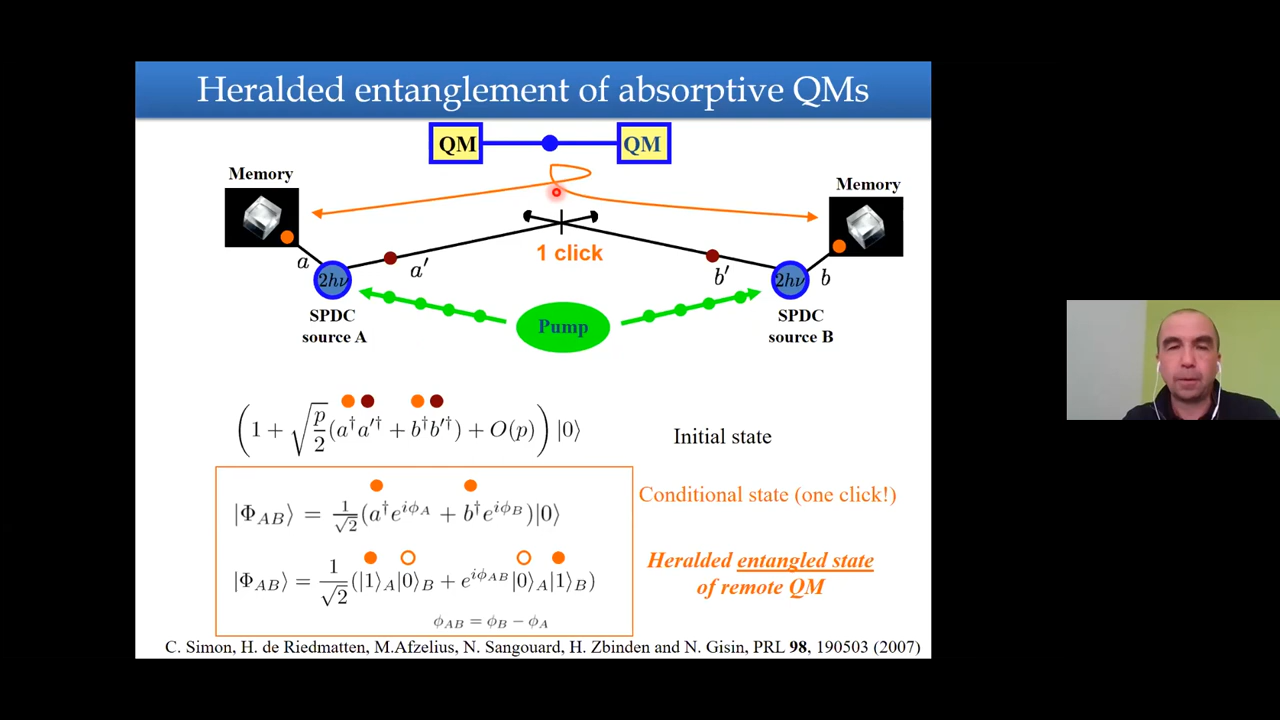 Heralded entanglement of absorptive QMs
QM
QM
Memory
Memory
1 click
a
a′
b′
b
2hν
2hν
SPDC
source A
SPDC
source B
Pump
(1 + √(p/2) (a†a′† + b†b′†) + O(p)) |0⟩
Initial state
|Φ_AB⟩ = 1/√2 (a†e^{iϕ_A} + b†e^{iϕ_B})|0⟩
Conditional state (one click!)
|Φ_AB⟩ = 1/√2 (|1⟩_A|0⟩_B + e^{iϕ_AB}|0⟩_A|1⟩_B)
Heralded entangled state
of remote QM
ϕ_AB = ϕ_B − ϕ_A
C. Simon, H. de Riedmatten, M.Afzelius, N. Sangouard, H. Zbinden and N. Gisin, PRL 98, 190503 (2007)